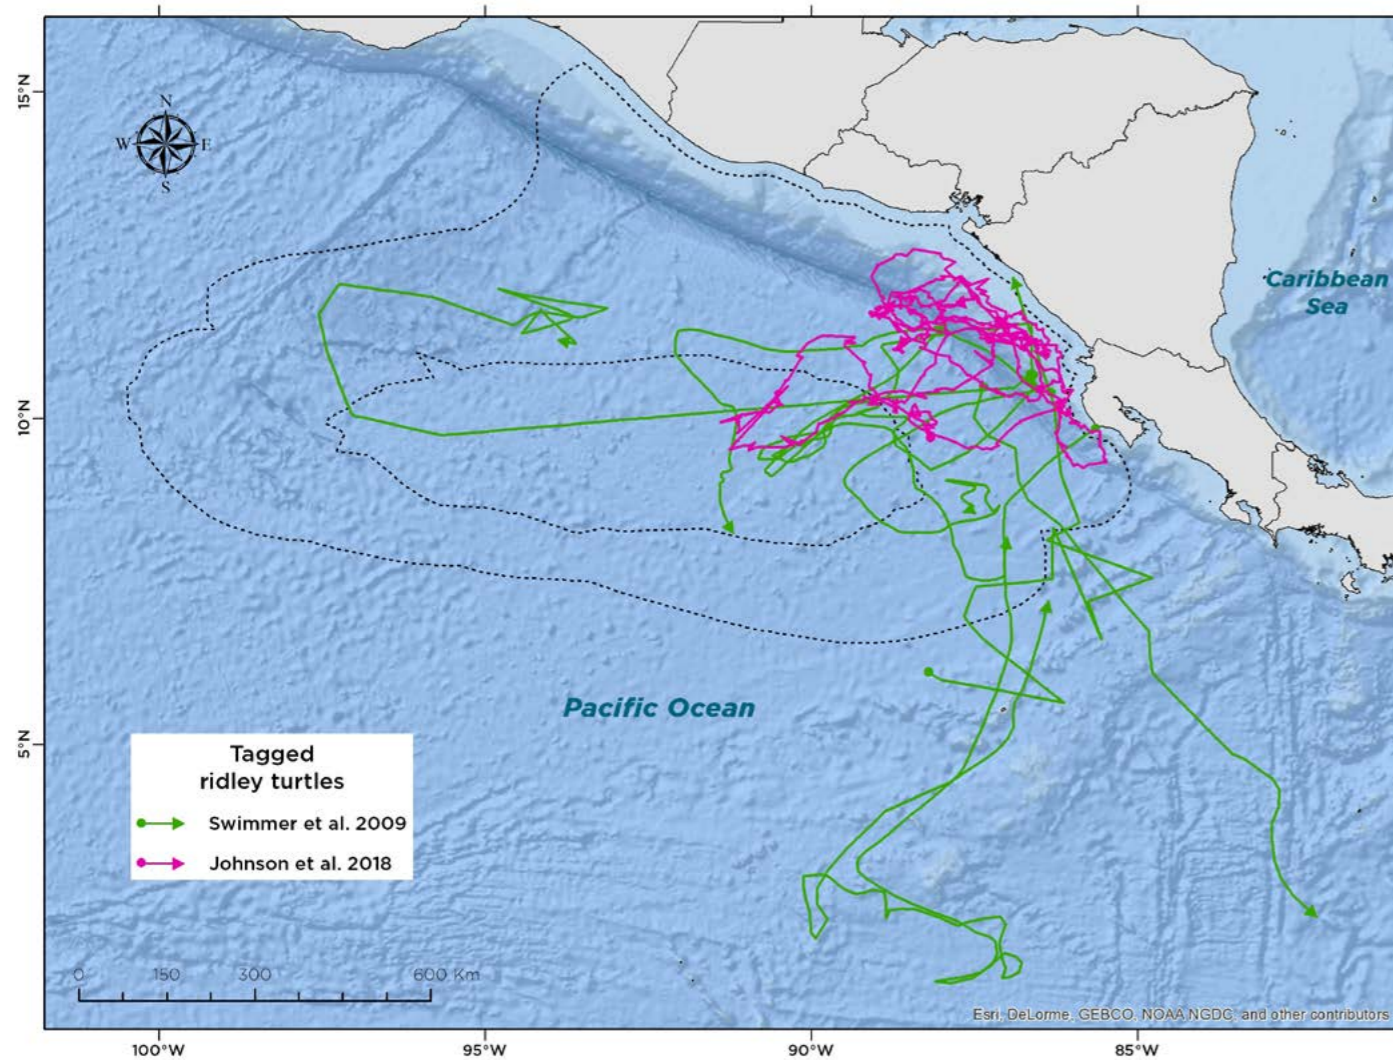 15°N
N
W E
S
Caribbean
Sea
10°N
Pacific Ocean
5°N
Tagged
ridley turtles
Swimmer et al. 2009
Johnson et al. 2018
0 150 300 600 Km
Esri, DeLorme, GEBCO, NOAA NGDC, and other contributors
100°W 95°W 90°W 85°W